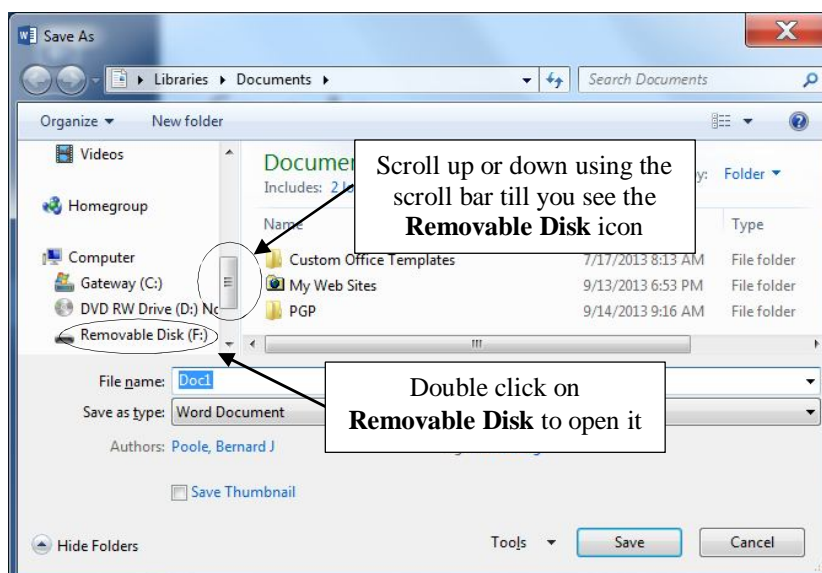 Save As
Libraries Documents
Search Documents
Organize New folder
Videos
Homegroup
Computer
Gateway (C:)
DVD RW Drive (D:) Nc
Removable Disk (F:)
Includes: 2
Scroll up or down using the
scroll bar till you see the
Removable Disk icon
Folder
Name Type
Custom Office Templates 7/17/2013 8:13 AM File folder
My Web Sites 9/13/2013 6:53 PM File folder
PGP 9/14/2013 9:16 AM File folder
Double click on
Removable Disk to open it
File name: Doc1
Save as type: Word Document
Authors: Poole, Bernard J
Save Thumbnail
Hide Folders Tools Save Cancel